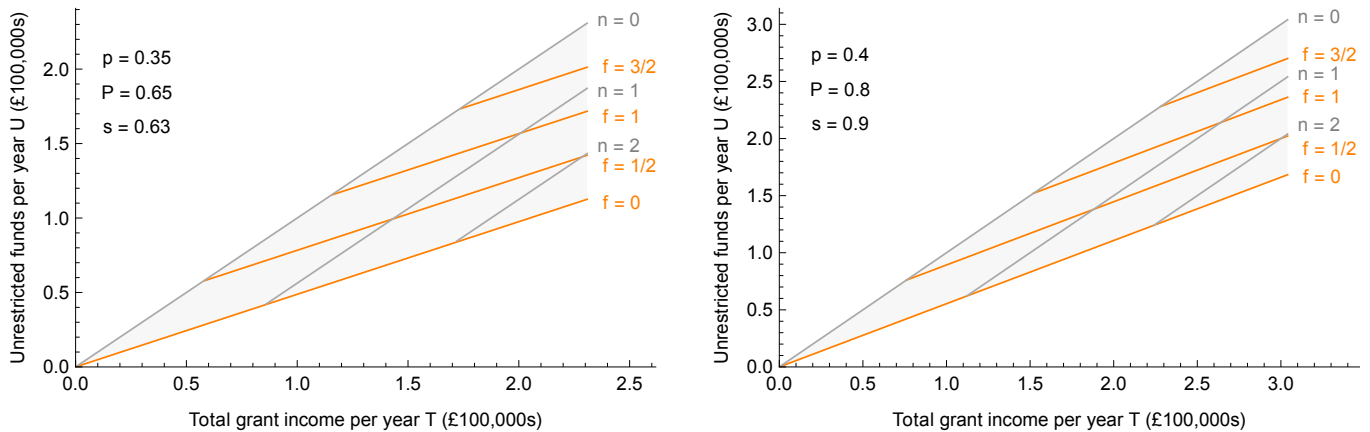 p = 0.35
P = 0.65
s = 0.63
n = 0
f = 3/2
n = 1
f = 1
n = 2
f = 1/2
f = 0
Unrestricted funds per year U (£100,000s)
2.0
1.5
1.0
0.5
0.0
0.0 0.5 1.0 1.5 2.0 2.5
Total grant income per year T (£100,000s)
p = 0.4
P = 0.8
s = 0.9
n = 0
f = 3/2
n = 1
f = 1
n = 2
f = 1/2
f = 0
Unrestricted funds per year U (£100,000s)
3.0
2.5
2.0
1.5
1.0
0.5
0.0
0.0 0.5 1.0 1.5 2.0 2.5 3.0
Total grant income per year T (£100,000s)